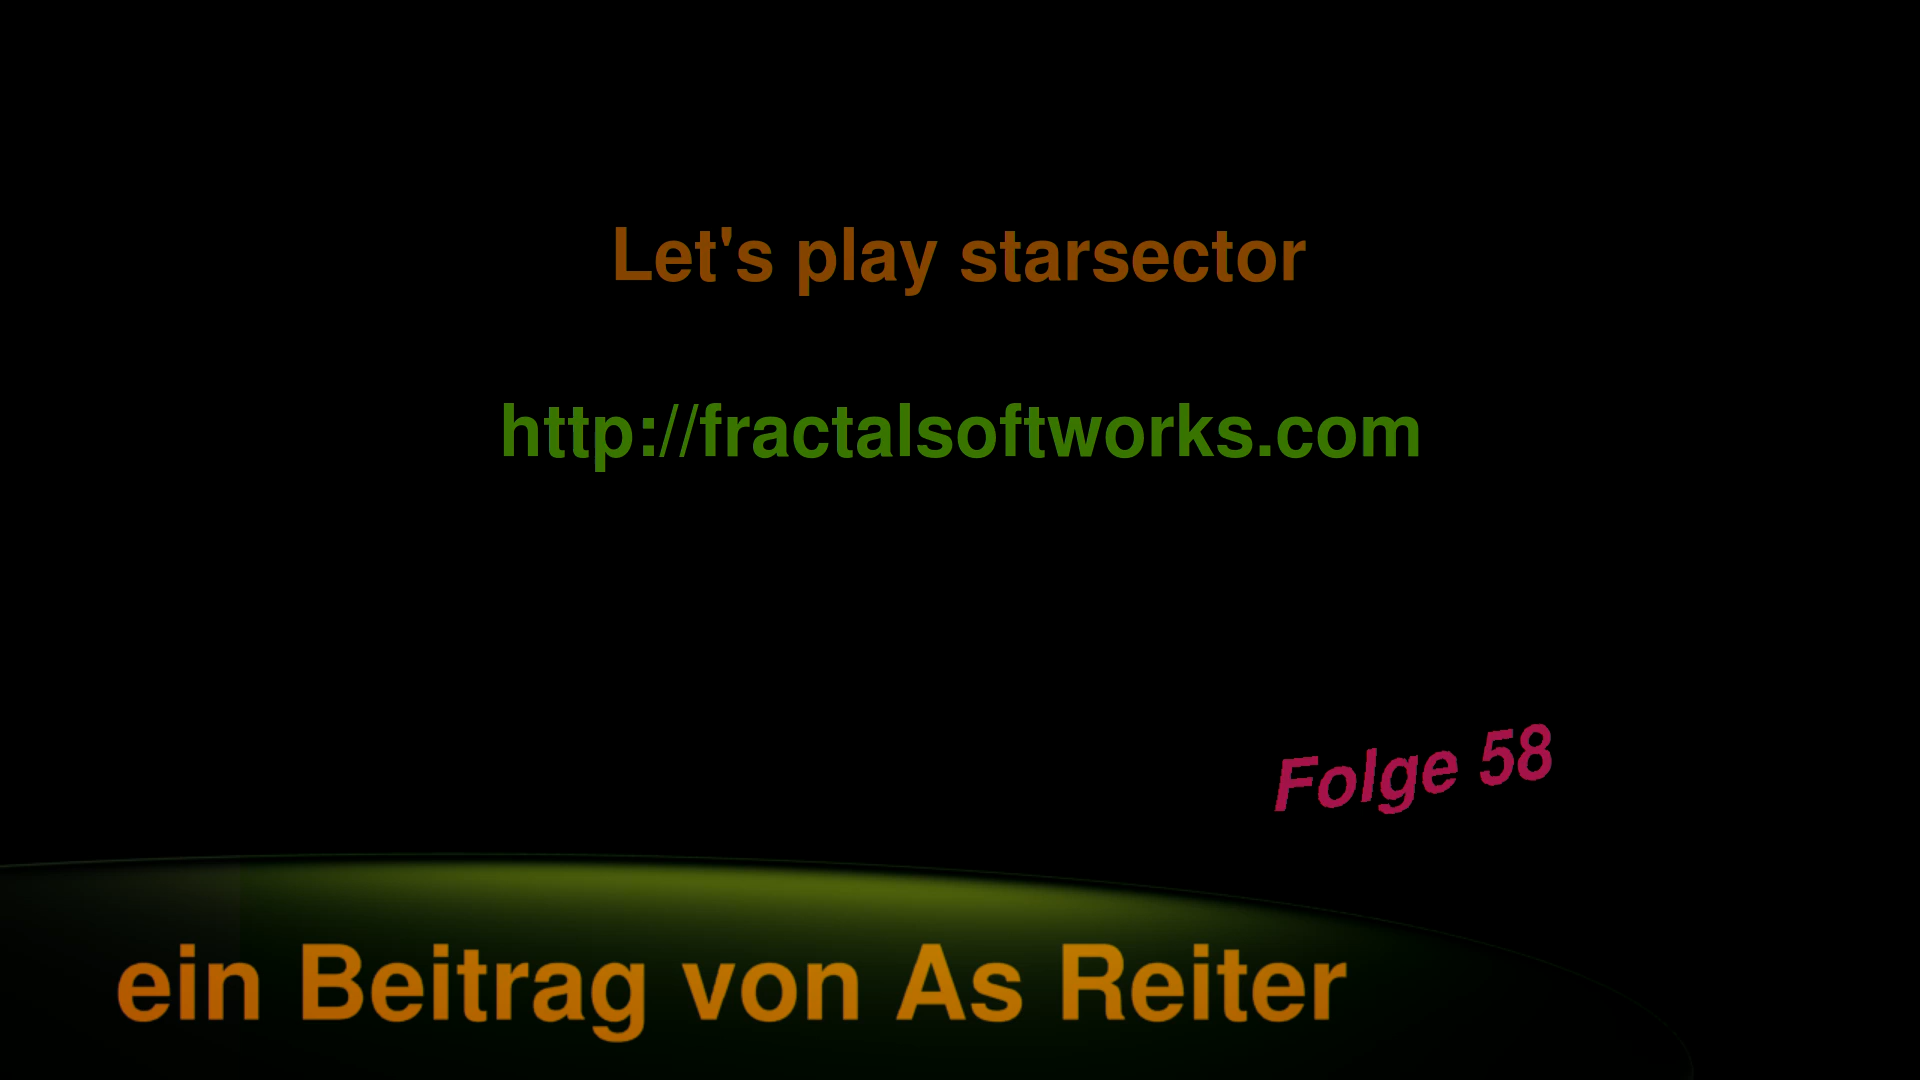 Let's play starsector
http://fractalsoftworks.com
Folge 58
ein Beitrag von As Reiter